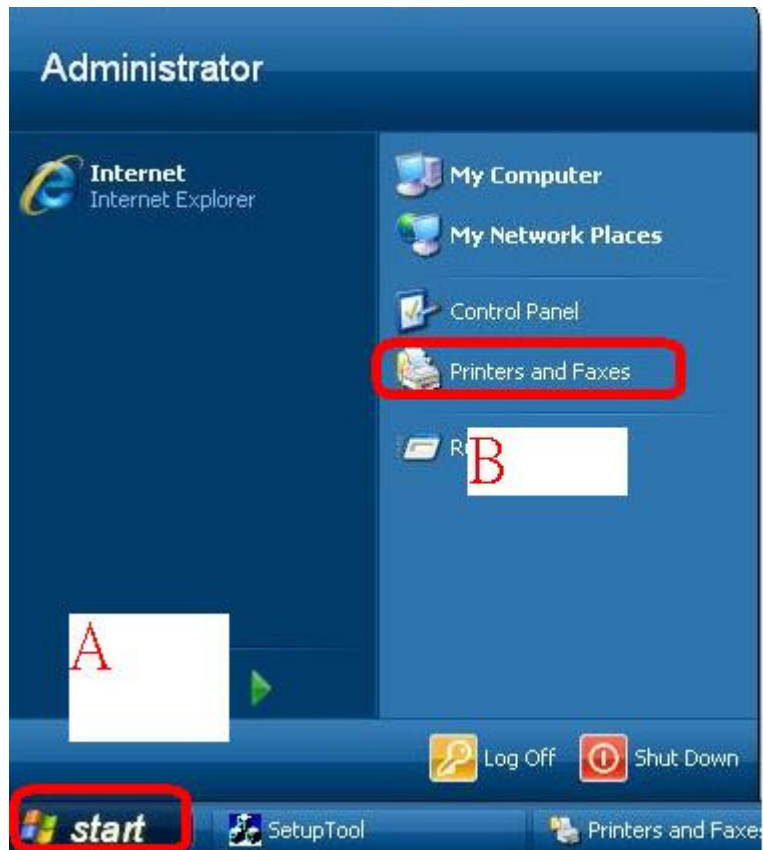 Administrator
Internet
Internet Explorer
My Computer
My Network Places
Control Panel
Printers and Faxes
B
A
Log Off
Shut Down
start
SetupTool
Printers and Faxes